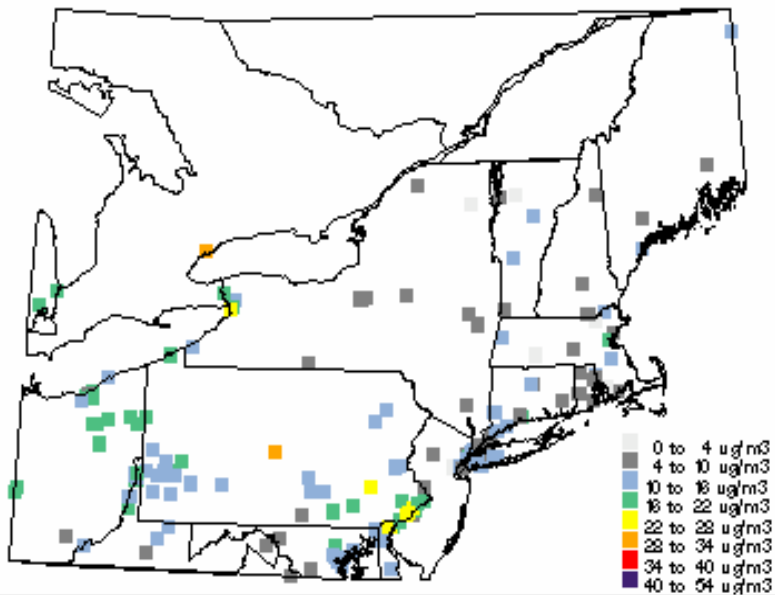 0 to 4 ug/m3
4 to 10 ug/m3
10 to 16 ug/m3
16 to 22 ug/m3
22 to 28 ug/m3
28 to 34 ug/m3
34 to 40 ug/m3
40 to 54 ug/m3